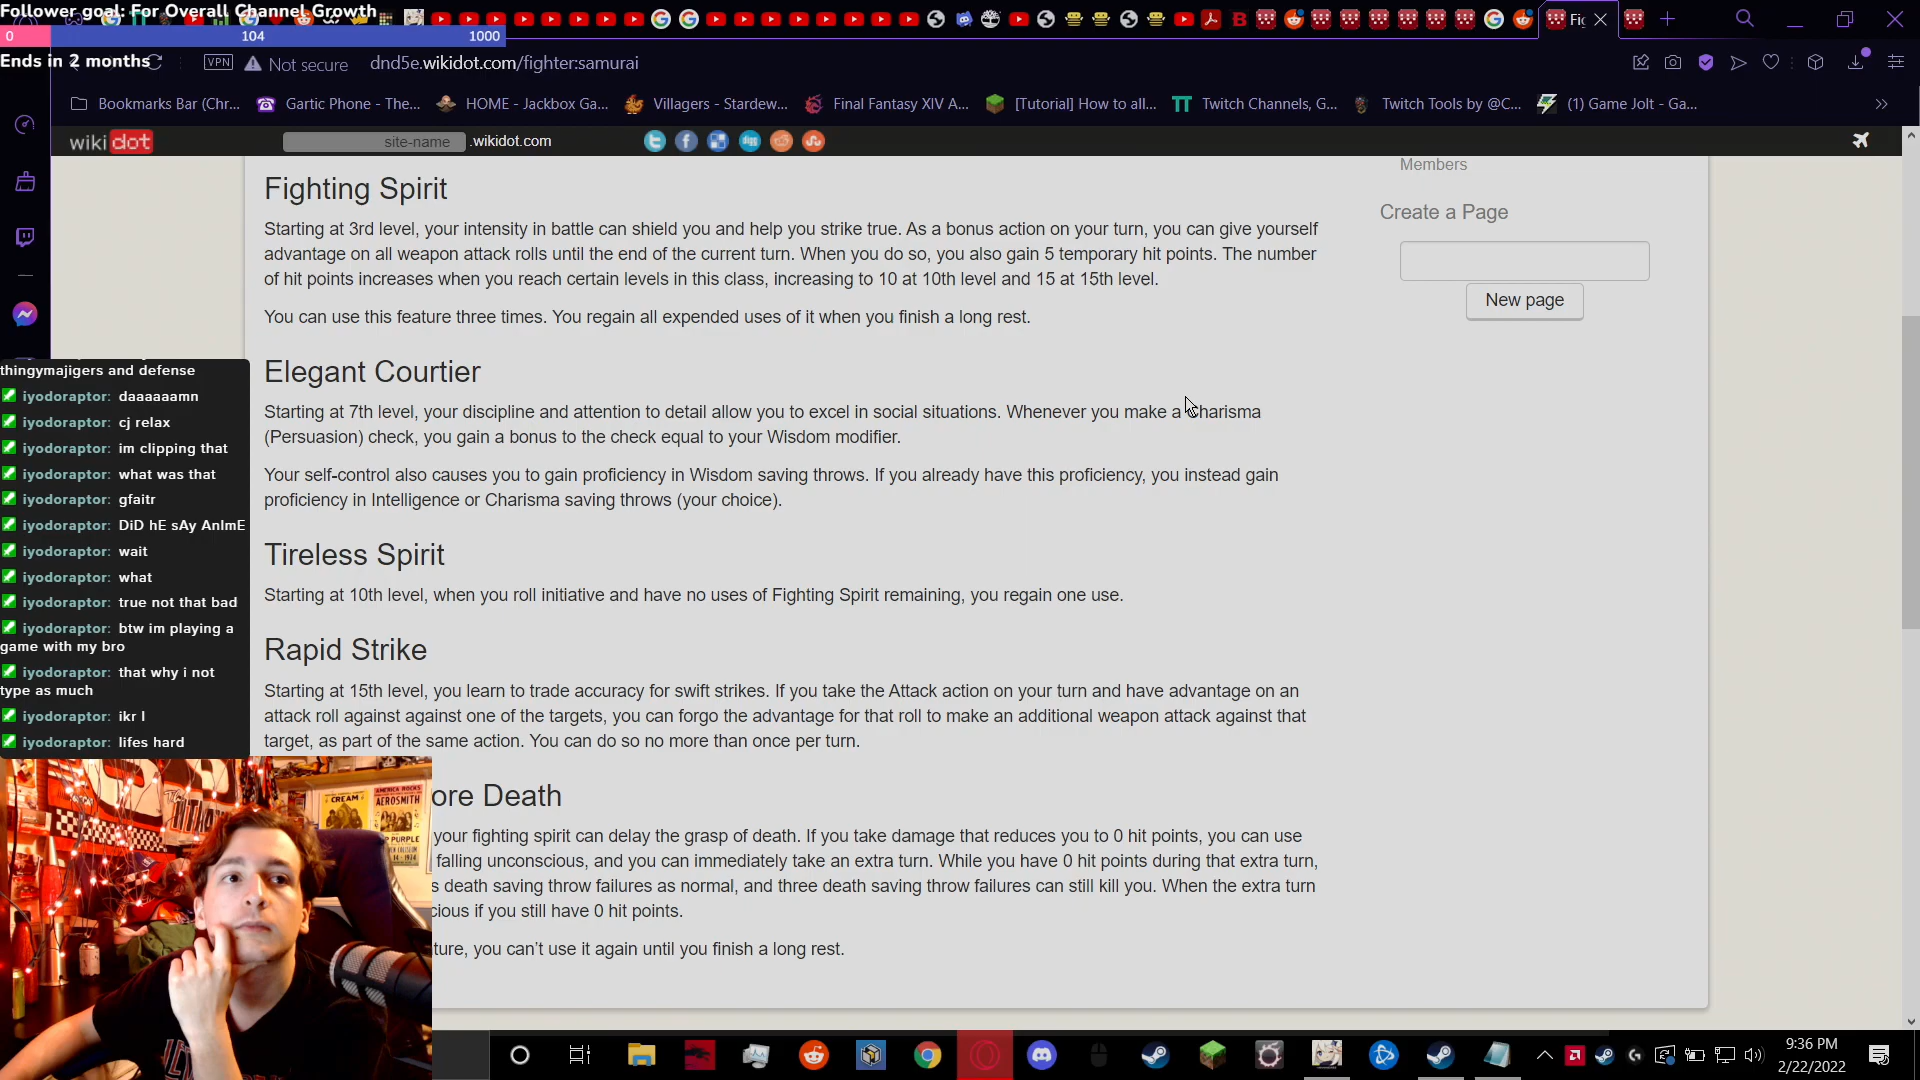 Follower goal: For Overall Channel Growth
0 104 1000
Ends in 2 months
Fi
VPN Not secure dnd5e.wikidot.com/fighter:samurai
Bookmarks Bar (Chr... Gartic Phone - The... HOME - Jackbox Ga... Villagers - Stardew... Final Fantasy XIV A... [Tutorial] How to all... TT Twitch Channels, G... Twitch Tools by @C... (1) Game Jolt - Ga...
wiki dot site-name .wikidot.com
Members
Create a Page
New page
Fighting Spirit
Starting at 3rd level, your intensity in battle can shield you and help you strike true. As a bonus action on your turn, you can give yourself
advantage on all weapon attack rolls until the end of the current turn. When you do so, you also gain 5 temporary hit points. The number
of hit points increases when you reach certain levels in this class, increasing to 10 at 10th level and 15 at 15th level.
You can use this feature three times. You regain all expended uses of it when you finish a long rest.
Elegant Courtier
Starting at 7th level, your discipline and attention to detail allow you to excel in social situations. Whenever you make a Charisma
(Persuasion) check, you gain a bonus to the check equal to your Wisdom modifier.
Your self-control also causes you to gain proficiency in Wisdom saving throws. If you already have this proficiency, you instead gain
proficiency in Intelligence or Charisma saving throws (your choice).
Tireless Spirit
Starting at 10th level, when you roll initiative and have no uses of Fighting Spirit remaining, you regain one use.
Rapid Strike
Starting at 15th level, you learn to trade accuracy for swift strikes. If you take the Attack action on your turn and have advantage on an
attack roll against against one of the targets, you can forgo the advantage for that roll to make an additional weapon attack against that
target, as part of the same action. You can do so no more than once per turn.
ore Death
your fighting spirit can delay the grasp of death. If you take damage that reduces you to 0 hit points, you can use
falling unconscious, and you can immediately take an extra turn. While you have 0 hit points during that extra turn,
s death saving throw failures as normal, and three death saving throw failures can still kill you. When the extra turn
cious if you still have 0 hit points.
ture, you can't use it again until you finish a long rest.
thingymajigers and defense
iyodoraptor: daaaaaamn
iyodoraptor: cj relax
iyodoraptor: im clipping that
iyodoraptor: what was that
iyodoraptor: gfaitr
iyodoraptor: DiD hE sAy AnImE
iyodoraptor: wait
iyodoraptor: what
iyodoraptor: true not that bad
iyodoraptor: btw im playing a
game with my bro
iyodoraptor: that why i not
type as much
iyodoraptor: ikr l
iyodoraptor: lifes hard
CREAM
AMERICA ROCKS
AEROSMITH
9:36 PM
2/22/2022